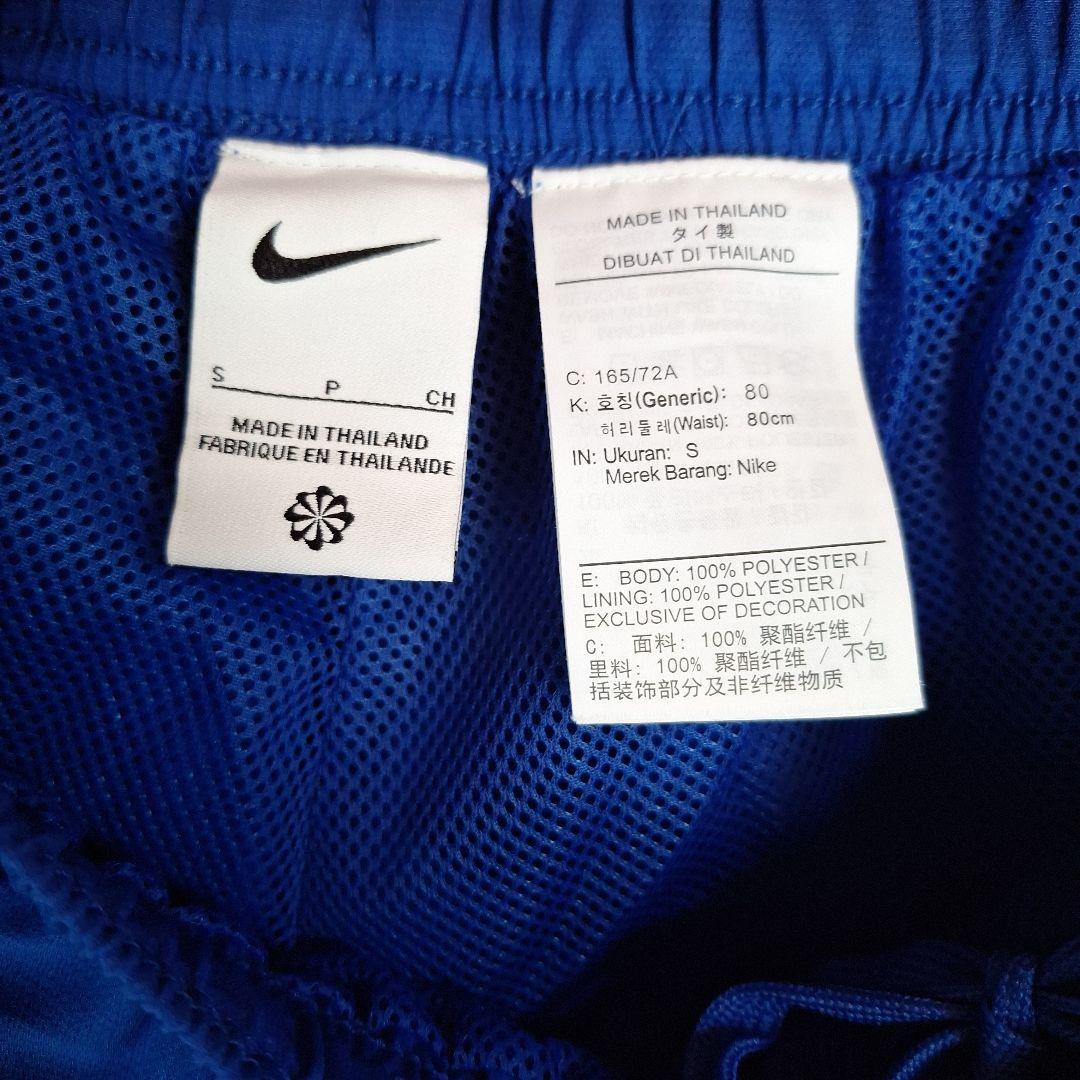 S P CH
MADE IN THAILAND
FABRIQUE EN THAILANDE
MADE IN THAILAND
タイ製
DIBUAT DI THAILAND
C: 165/72A
K: 호칭(Generic): 80
허리둘레(Waist): 80cm
IN: Ukuran: S
Merek Barang: Nike
E: BODY: 100% POLYESTER /
LINING: 100% POLYESTER /
EXCLUSIVE OF DECORATION
C: 面料: 100% 聚酯纤维 /
里料: 100% 聚酯纤维 / 不包
括装饰部分及非纤维物质